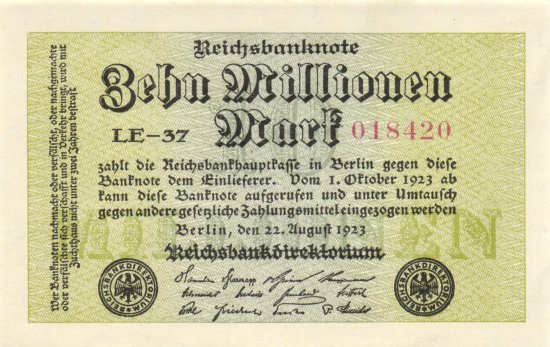 Reichsbanknote
Zehn Millionen
Mark
LE-37
018420
zahlt die Reichsbankhauptkasse in Berlin gegen diese
Banknote dem Einlieferer. Vom 1. Oktober 1923 ab
kann diese Banknote aufgerufen und unter Umtausch
gegen andere gesetzliche Zahlungsmittel eingezogen werden
Berlin, den 22. August 1923
Reichsbankdirektorium
Wer Banknoten nachmacht oder verfälscht, oder nachgemachte
oder verfälschte sich verschafft und in Verkehr bringt, wird mit
Zuchthaus nicht unter zwei Jahren bestraft
REICHSBANKDIREKTORIUM
REICHSBANKDIREKTORIUM